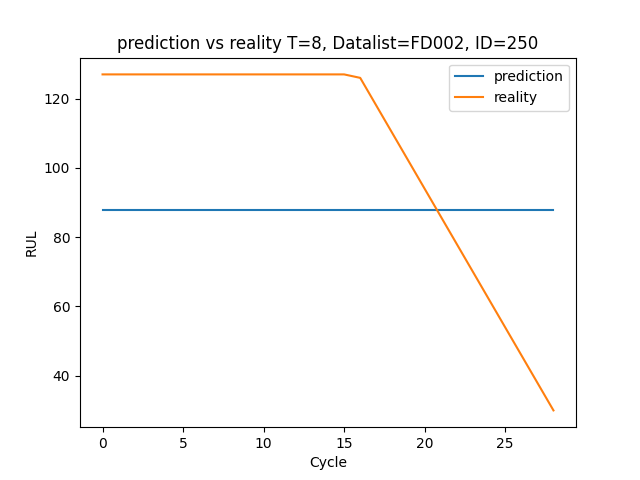 prediction vs reality T=8, Datalist=FD002, ID=250
prediction
reality
120
100
80
60
40
RUL
0 5 10 15 20 25
Cycle